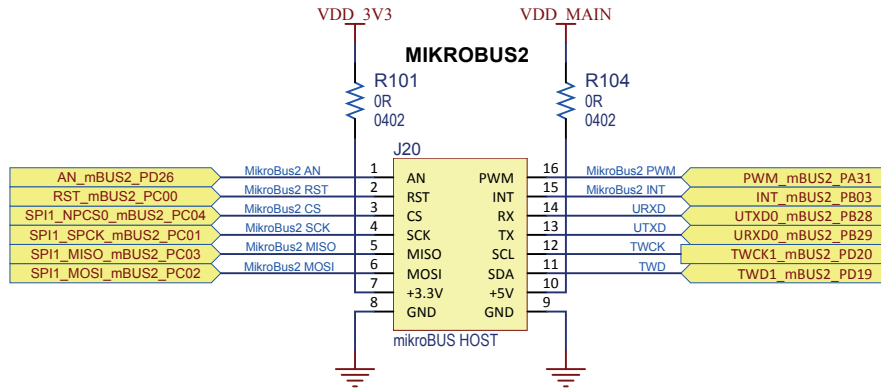 VDD_3V3
VDD_MAIN
MIKROBUS2
R101
0R
0402
R104
0R
0402
J20
AN_mBUS2_PD26 MikroBus2 AN 1 AN PWM 16 MikroBus2 PWM PWM_mBUS2_PA31
RST_mBUS2_PC00 MikroBus2 RST 2 RST INT 15 MikroBus2 INT INT_mBUS2_PB03
SPI1_NPCS0_mBUS2_PC04 MikroBus2 CS 3 CS RX 14 URXD UTXD0_mBUS2_PB28
SPI1_SPCK_mBUS2_PC01 MikroBus2 SCK 4 SCK TX 13 UTXD URXD0_mBUS2_PB29
SPI1_MISO_mBUS2_PC03 MikroBus2 MISO 5 MISO SCL 12 TWCK TWCK1_mBUS2_PD20
SPI1_MOSI_mBUS2_PC02 MikroBus2 MOSI 6 MOSI SDA 11 TWD TWD1_mBUS2_PD19
7 +3.3V +5V 10
8 GND GND 9
mikroBUS HOST